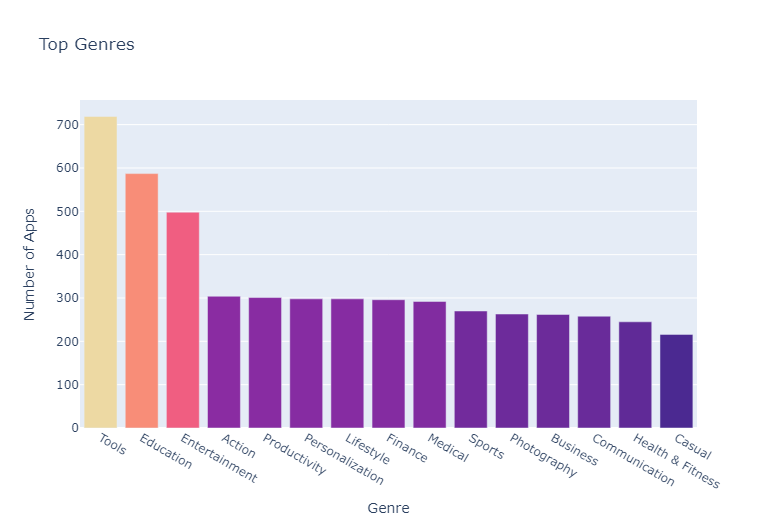 Top Genres
Number of Apps
700
600
500
400
300
200
100
0
Tools
Education
Entertainment
Action
Productivity
Personalization
Lifestyle
Finance
Medical
Sports
Photography
Business
Communication
Health & Fitness
Casual
Genre